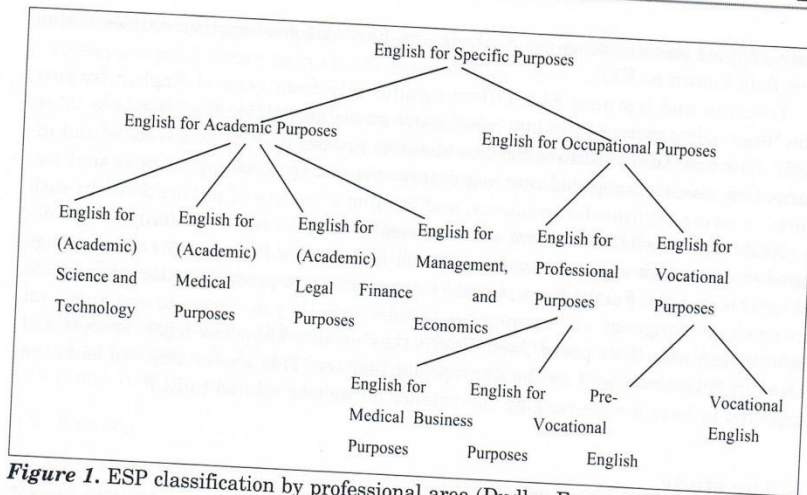 English for Specific Purposes
English for Academic Purposes
English for Occupational Purposes
English for
(Academic)
Science and
Technology
English for
(Academic)
Medical
Purposes
English for
(Academic)
Legal
Purposes
English for
Management,
Finance and
Economics
English for
Professional
Purposes
English for
Vocational
Purposes
English for
Medical
Purposes
English for
Business
Purposes
Pre-
Vocational
English
Vocational
English
Figure 1. ESP classification by professional area (Dudley